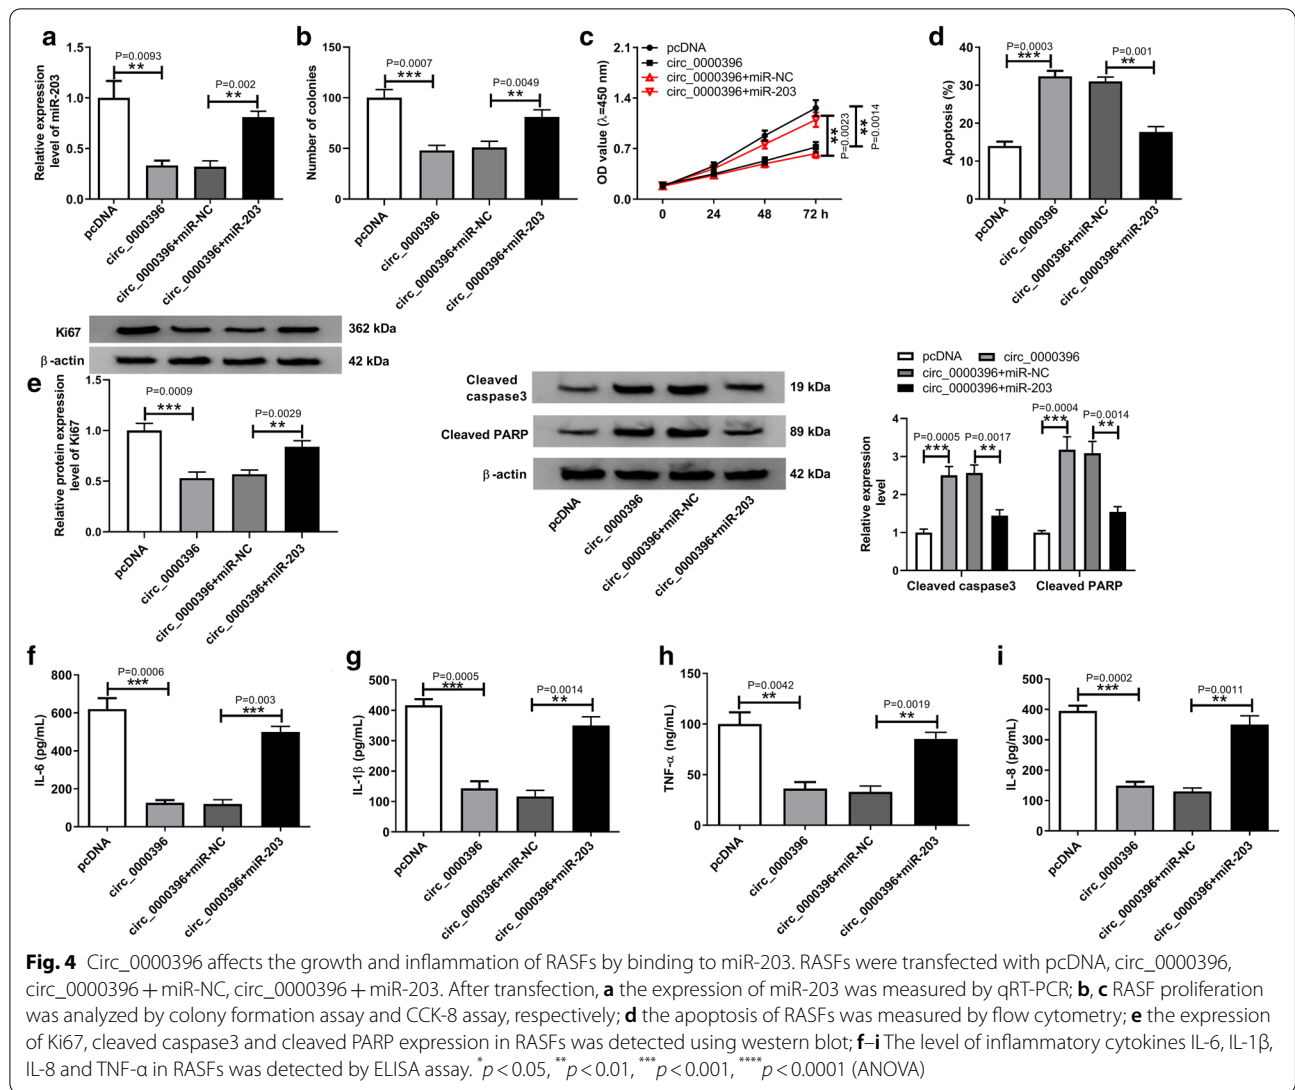 a
Relative expression
level of miR-203
1.5
1.0
0.5
0.0
P=0.0093
**
P=0.002
**
pcDNA
circ_0000396
circ_0000396+miR-NC
circ_0000396+miR-203
b
Number of colonies
150
100
50
0
P=0.0007
***
P=0.0049
**
pcDNA
circ_0000396
circ_0000396+miR-NC
circ_0000396+miR-203
c
OD value (λ=450 nm)
2.1
1.4
0.7
0.0
pcDNA
circ_0000396
circ_0000396+miR-NC
circ_0000396+miR-203
**
P=0.0023
**
P=0.0014
0 24 48 72 h
d
Apoptosis (%)
40
30
20
10
0
P=0.0003
***
P=0.001
**
pcDNA
circ_0000396
circ_0000396+miR-NC
circ_0000396+miR-203
Ki67 362 kDa
β-actin 42 kDa
e
Relative protein expression
level of Ki67
1.5
1.0
0.5
0.0
P=0.0009
***
P=0.0029
**
pcDNA
circ_0000396
circ_0000396+miR-NC
circ_0000396+miR-203
Cleaved
caspase3 19 kDa
Cleaved PARP 89 kDa
β-actin 42 kDa
pcDNA
circ_0000396
circ_0000396+miR-NC
circ_0000396+miR-203
pcDNA circ_0000396
circ_0000396+miR-NC
circ_0000396+miR-203
Relative expression
level
4
3
2
1
0
P=0.0005
***
P=0.0017
**
P=0.0004
***
P=0.0014
**
Cleaved caspase3 Cleaved PARP
f
IL-6 (pg/mL)
800
600
400
200
0
P=0.0006
***
P=0.003
***
pcDNA
circ_0000396
circ_0000396+miR-NC
circ_0000396+miR-203
g
IL-1β (pg/mL)
500
400
300
200
100
0
P=0.0005
***
P=0.0014
**
pcDNA
circ_0000396
circ_0000396+miR-NC
circ_0000396+miR-203
h
TNF-α (ng/mL)
150
100
50
0
P=0.0042
**
P=0.0019
**
pcDNA
circ_0000396
circ_0000396+miR-NC
circ_0000396+miR-203
i
IL-8 (pg/mL)
500
400
300
200
100
0
P=0.0002
***
P=0.0011
**
pcDNA
circ_0000396
circ_0000396+miR-NC
circ_0000396+miR-203
Fig. 4 Circ_0000396 affects the growth and inflammation of RASFs by binding to miR-203. RASFs were transfected with pcDNA, circ_0000396,
circ_0000396 + miR-NC, circ_0000396 + miR-203. After transfection, a the expression of miR-203 was measured by qRT-PCR; b, c RASF proliferation
was analyzed by colony formation assay and CCK-8 assay, respectively; d the apoptosis of RASFs was measured by flow cytometry; e the expression
of Ki67, cleaved caspase3 and cleaved PARP expression in RASFs was detected using western blot; f–i The level of inflammatory cytokines IL-6, IL-1β,
IL-8 and TNF-α in RASFs was detected by ELISA assay. *p < 0.05, **p < 0.01, ***p < 0.001, ****p < 0.0001 (ANOVA)